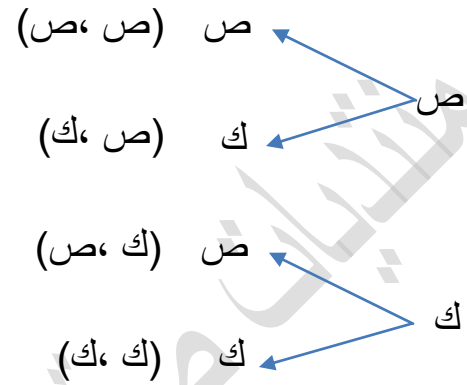 ص (ص ،ص)
ص
ك (ص ،ك)
ص (ك ،ص)
ك
ك (ك ،ك)